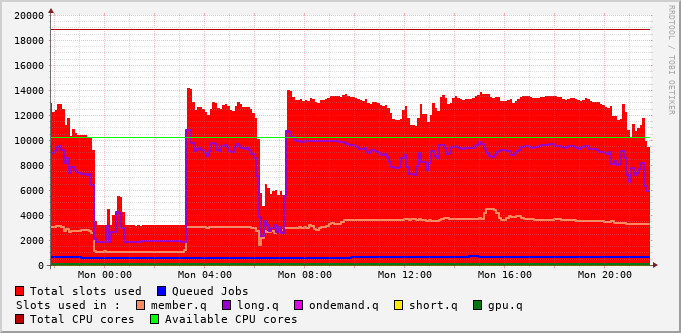 20000
18000
16000
14000
12000
10000
8000
6000
4000
2000
0
Mon 00:00 Mon 04:00 Mon 08:00 Mon 12:00 Mon 16:00 Mon 20:00
RRDTOOL / TOBI OETIKER
Total slots used Queued Jobs
Slots used in : member.q long.q ondemand.q short.q gpu.q
Total CPU cores Available CPU cores